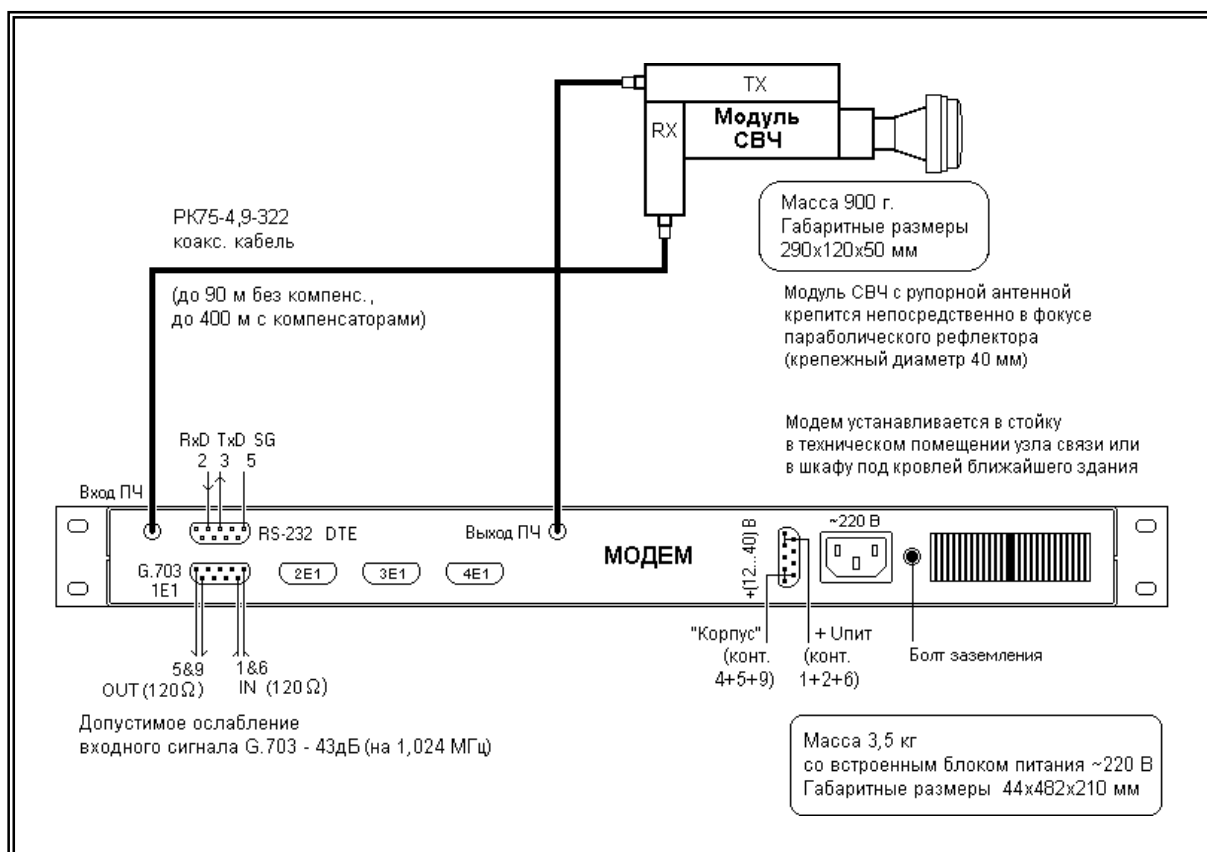 TX
RX
Модуль
СВЧ
РК75-4,9-322
коакс. кабель
(до 90 м без компенс.,
до 400 м с компенсаторами)
Масса 900 г.
Габаритные размеры
290x120x50 мм
Модуль СВЧ с рупорной антенной
крепится непосредственно в фокусе
параболического рефлектора
(крепежный диаметр 40 мм)
Модем устанавливается в стойку
в техническом помещении узла связи или
в шкафу под кровлей ближайшего здания
RxD TxD SG
2 3 5
Вход ПЧ
RS-232 DTE
Выход ПЧ
МОДЕМ
+(12...40) В
~220 В
G.703
1E1
2E1
3E1
4E1
5&9
OUT (120Ω)
1&6
IN (120Ω)
"Корпус"
(конт.
4+5+9)
+ Uпит
(конт.
1+2+6)
Болт заземления
Допустимое ослабление
входного сигнала G.703 - 43дБ (на 1,024 МГц)
Масса 3,5 кг
со встроенным блоком питания ~220 В
Габаритные размеры 44x482x210 мм